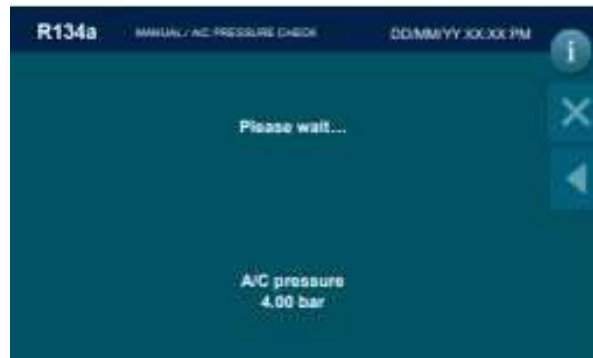 R134a MANUAL / A/C PRESSURE CHECK DD/MM/YY XX:XX PM
i
Please wait...
A/C pressure
4.00 bar